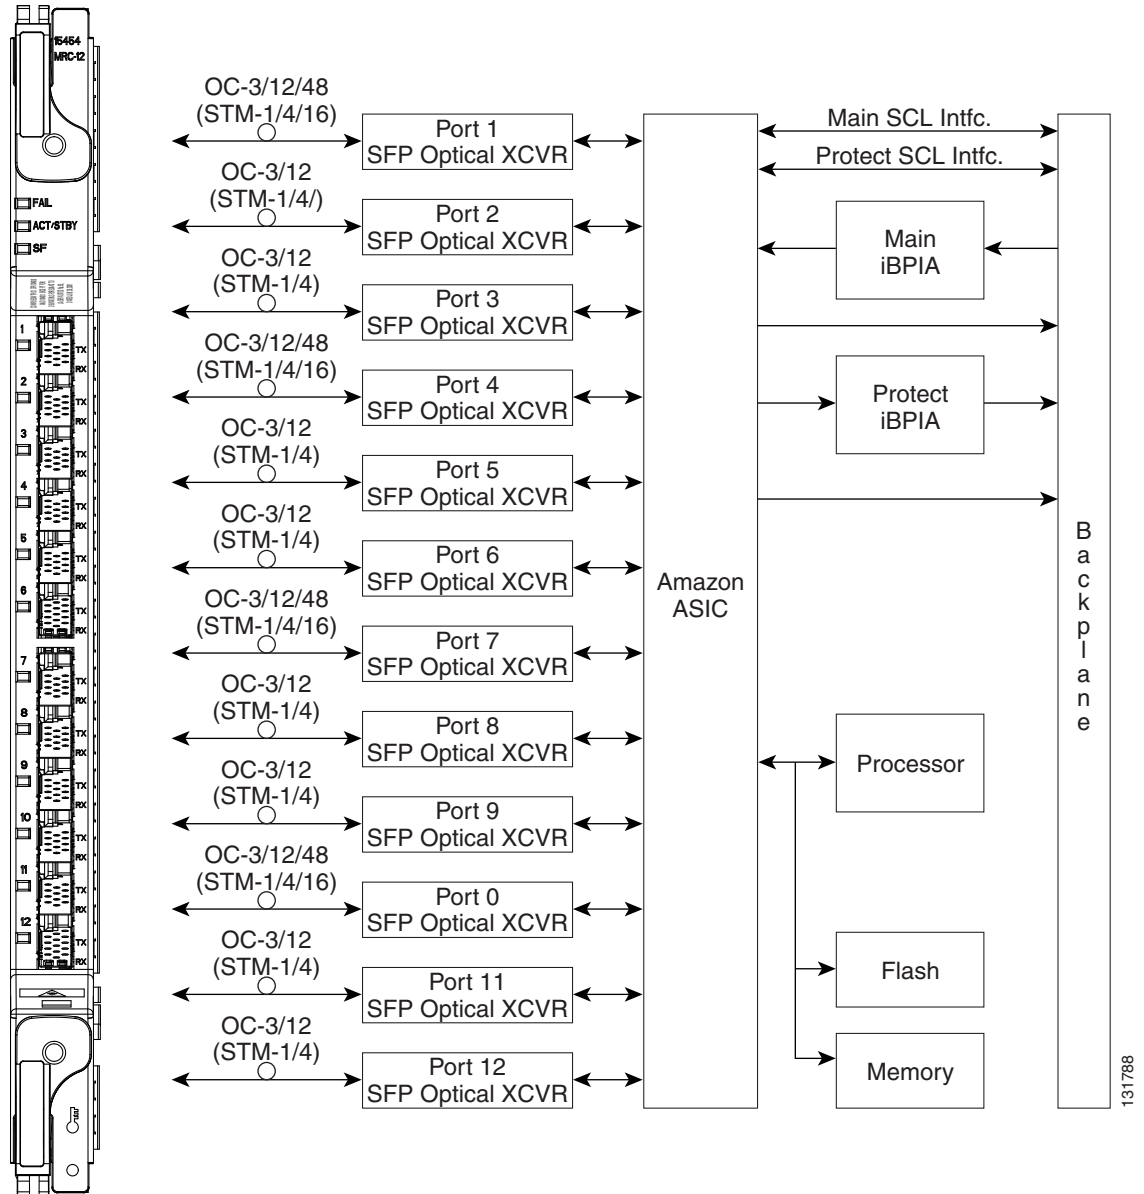 15454
MRC-12
FAIL
ACT/STBY
SF
1
TX
RX
2
TX
RX
3
TX
RX
4
TX
RX
5
TX
RX
6
TX
RX
7
TX
RX
8
TX
RX
9
TX
RX
10
TX
RX
11
TX
RX
12
TX
RX
OC-3/12/48
(STM-1/4/16)
Port 1
SFP Optical XCVR
OC-3/12
(STM-1/4/)
Port 2
SFP Optical XCVR
OC-3/12
(STM-1/4)
Port 3
SFP Optical XCVR
OC-3/12/48
(STM-1/4/16)
Port 4
SFP Optical XCVR
OC-3/12
(STM-1/4)
Port 5
SFP Optical XCVR
OC-3/12
(STM-1/4)
Port 6
SFP Optical XCVR
OC-3/12/48
(STM-1/4/16)
Port 7
SFP Optical XCVR
OC-3/12
(STM-1/4)
Port 8
SFP Optical XCVR
OC-3/12
(STM-1/4)
Port 9
SFP Optical XCVR
OC-3/12/48
(STM-1/4/16)
Port 0
SFP Optical XCVR
OC-3/12
(STM-1/4)
Port 11
SFP Optical XCVR
OC-3/12
(STM-1/4)
Port 12
SFP Optical XCVR
Amazon
ASIC
Main SCL Intfc.
Protect SCL Intfc.
Main
iBPIA
Protect
iBPIA
Processor
Flash
Memory
Backplane
131788